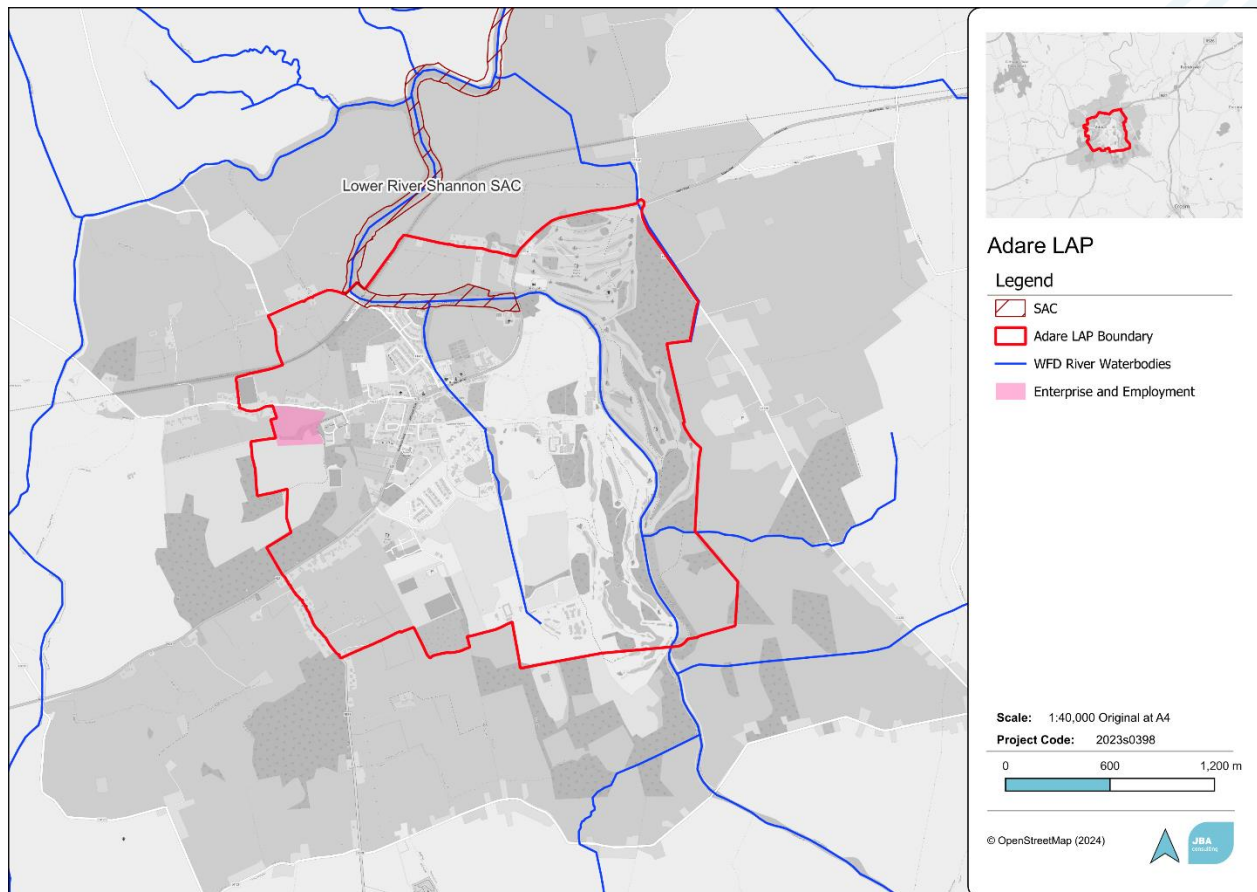 Lower River Shannon SAC
Adare LAP
Legend
SAC
Adare LAP Boundary
WFD River Waterbodies
Enterprise and Employment
Scale: 1:40,000 Original at A4
Project Code: 2023s0398
0 600 1,200 m
© OpenStreetMap (2024)
JBA
consulting